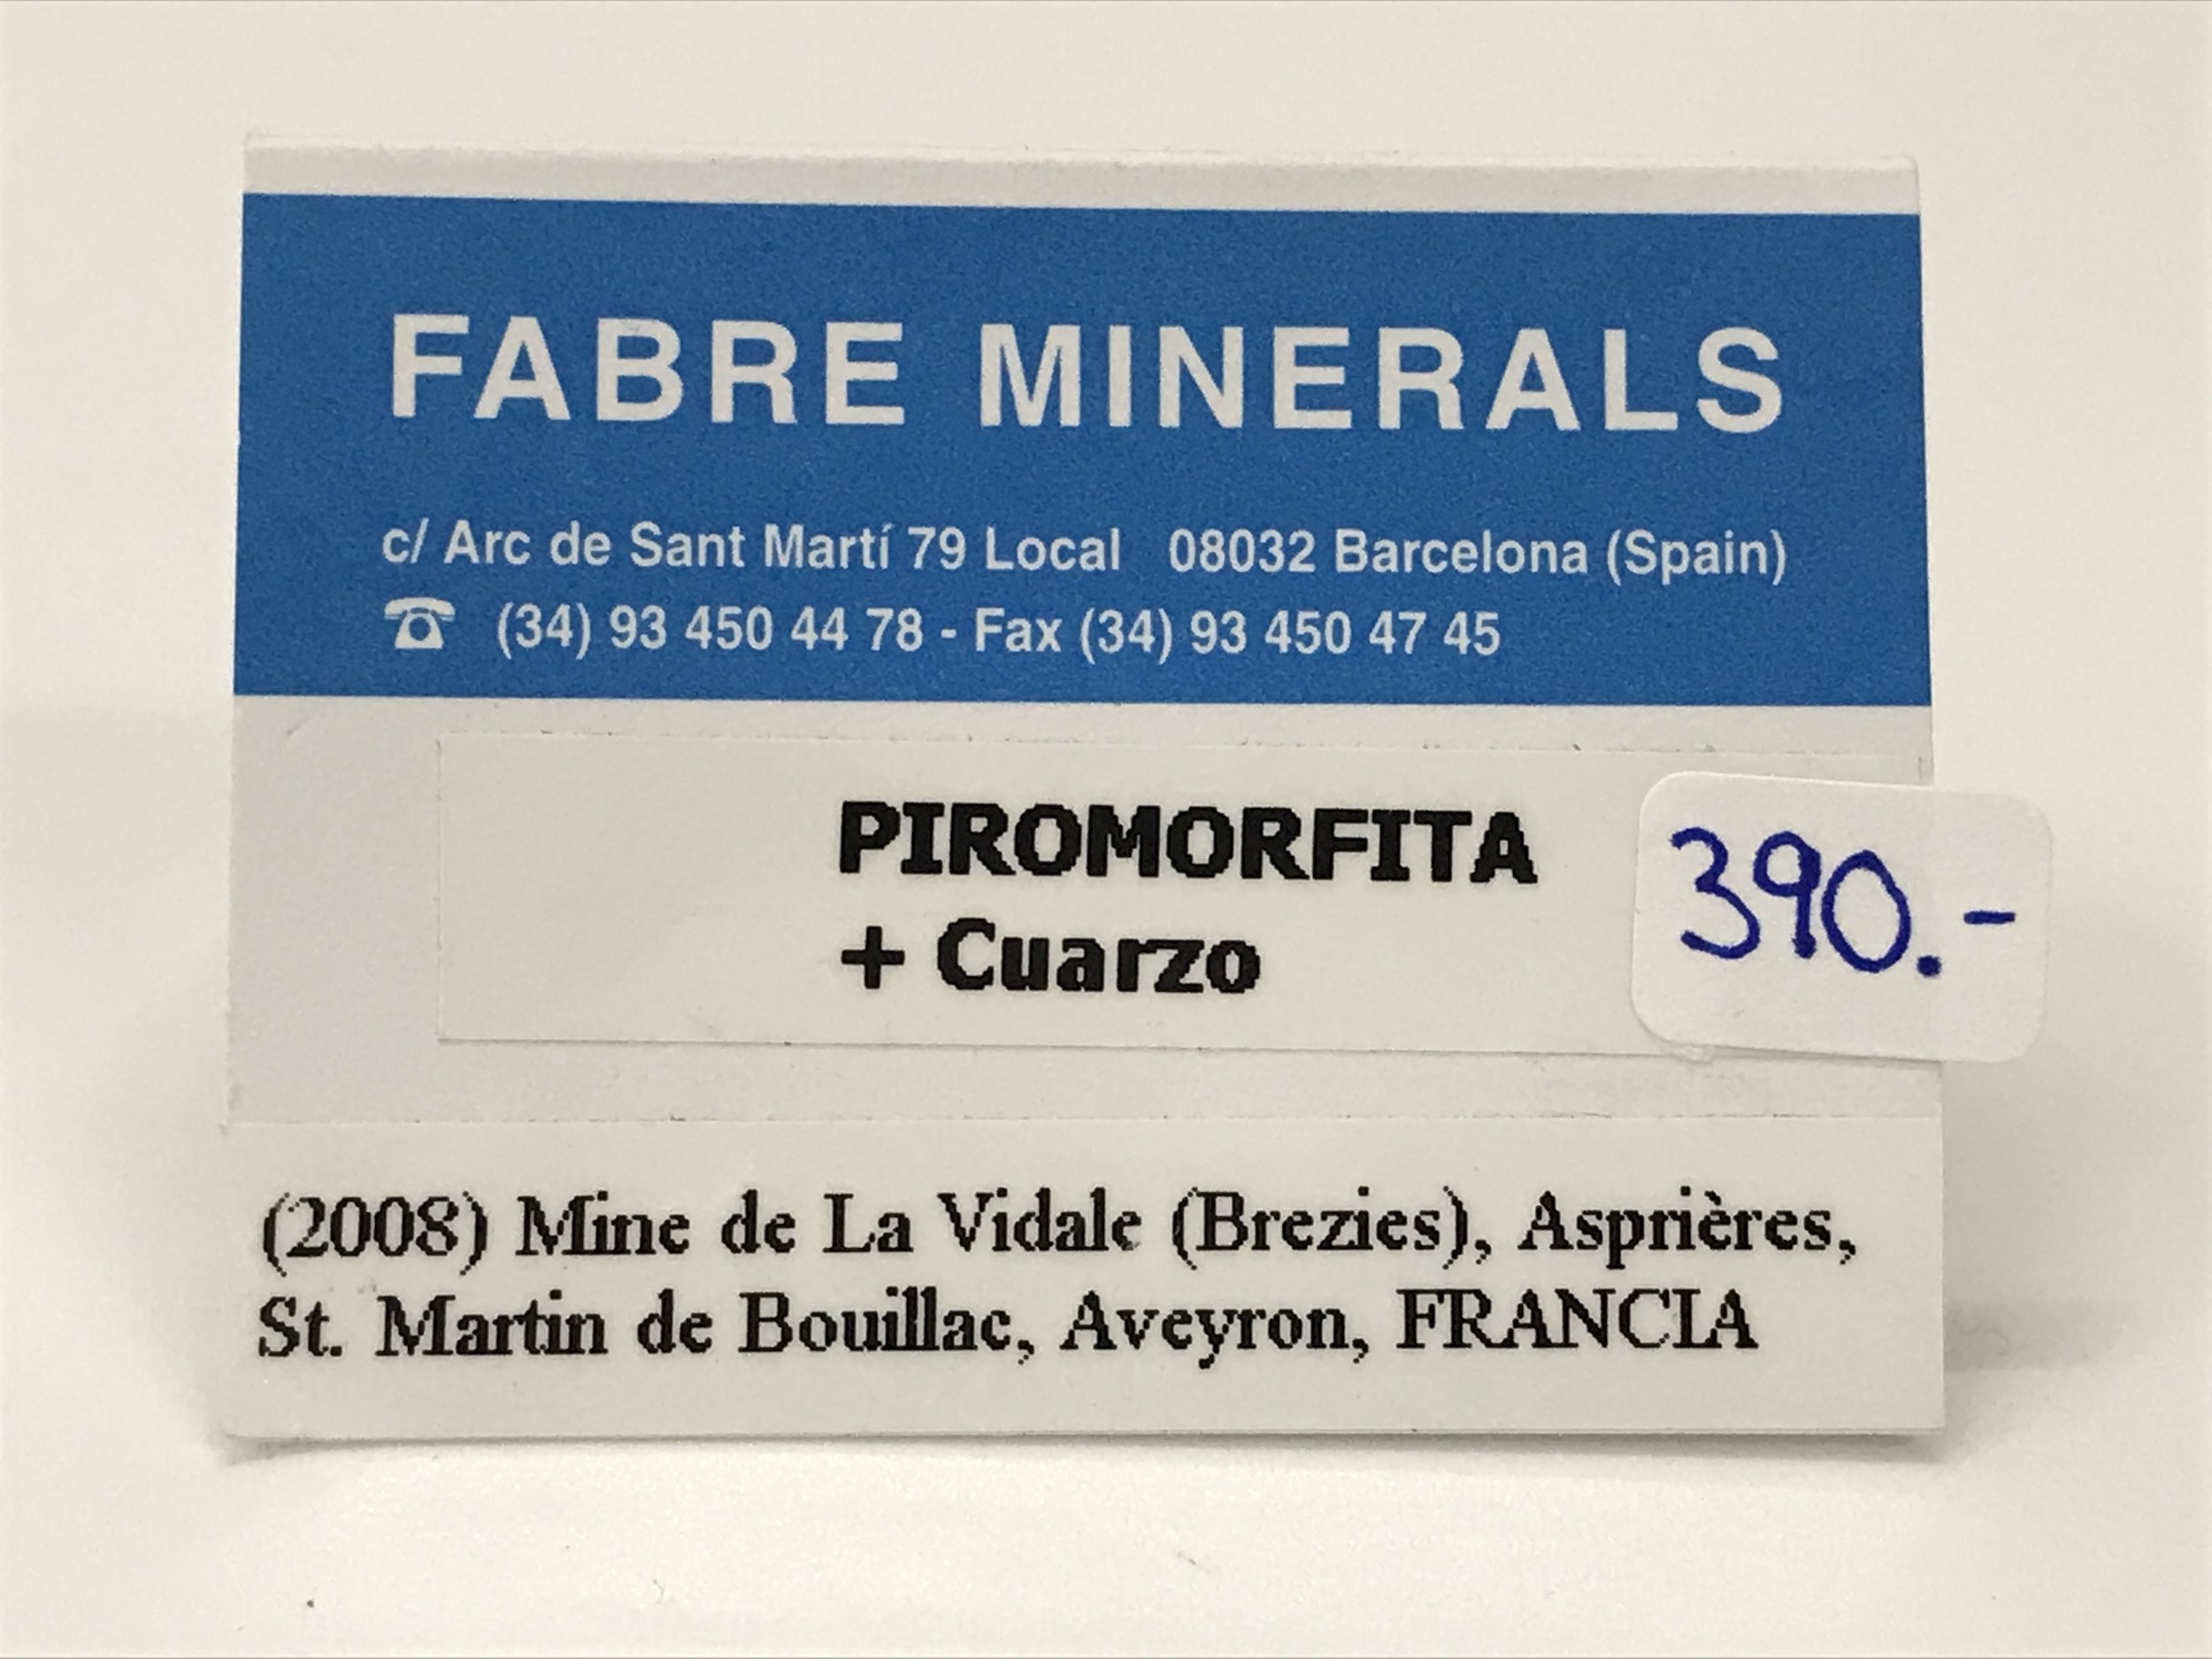 FABRE MINERALS
c/ Arc de Sant Martí 79 Local 08032 Barcelona (Spain)
☎ (34) 93 450 44 78 - Fax (34) 93 450 47 45
PIROMORFITA
+ Cuarzo
390.-
(2008) Mine de La Vidale (Brezies), Asprières,
St. Martin de Bouillac, Aveyron, FRANCIA